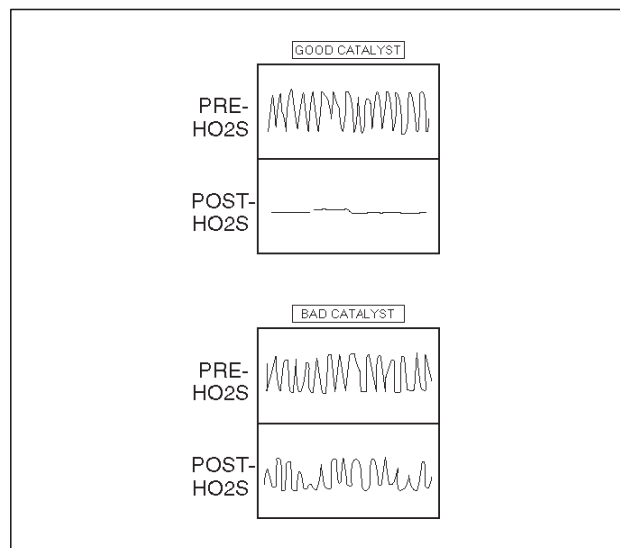 GOOD CATALYST
PRE-
HO2S
POST-
HO2S
BAD CATALYST
PRE-
HO2S
POST-
HO2S